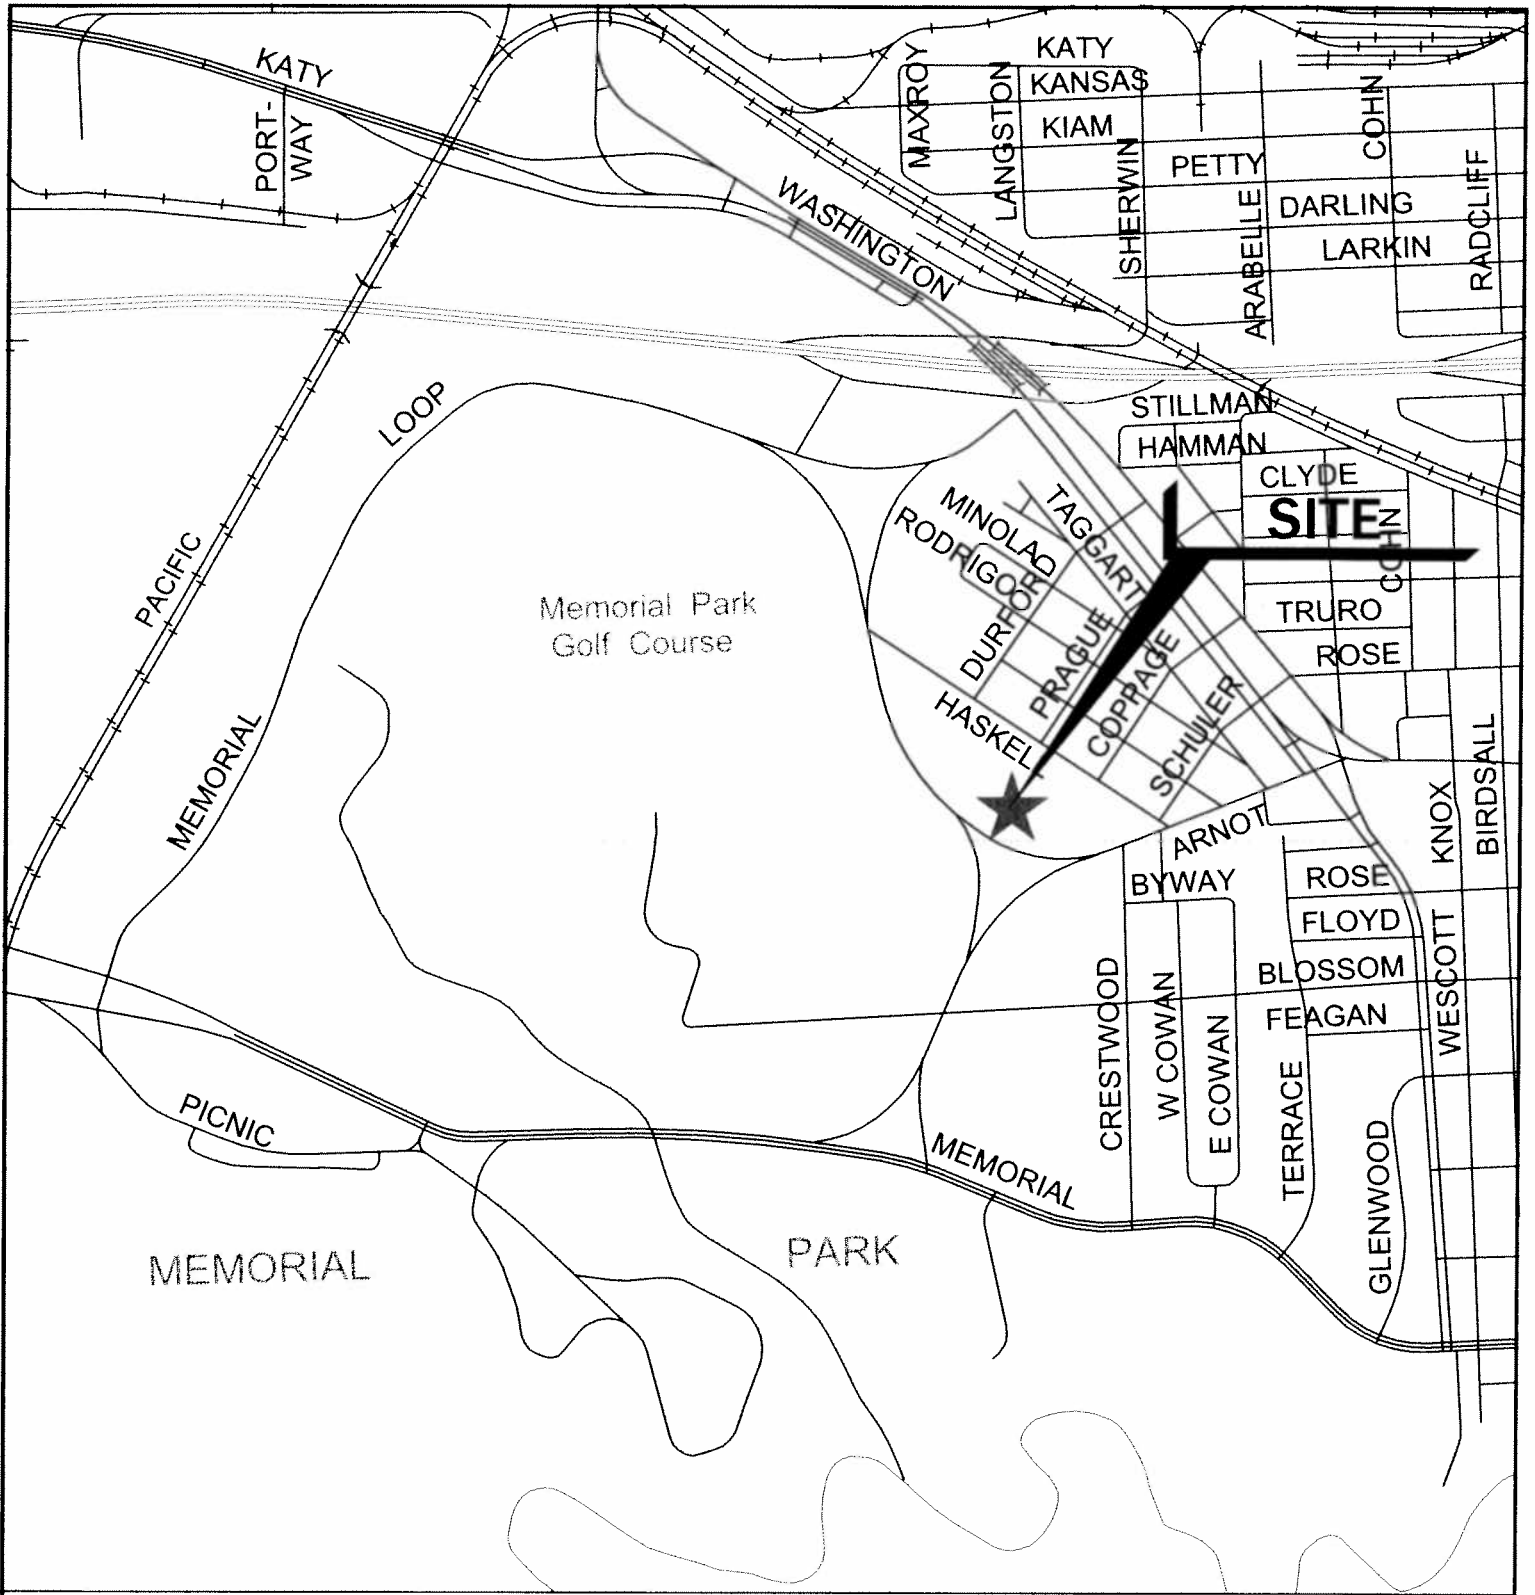 KATY
PORT-
WAY
MAXROY
LANGSTON
KATY
KANSAS
KIAM
SHERWIN
PETTY
ARABELLE
COHN
DARLING
LARKIN
RADCLIFF
WASHINGTON
LOOP
STILLMAN
HAMMAN
CLYDE
SITE
COHN
MINOLA
RODRIGO
TAGGART
DURFORD
PRAGUE
COPPAGE
SCHULER
HASKEL
TRURO
ROSE
PACIFIC
Memorial Park
Golf Course
MEMORIAL
ARNOT
BYWAY
ROSE
FLOYD
BLOSSOM
FEAGAN
KNOX
BIRDSALL
WESCOTT
CRESTWOOD
W COWAN
E COWAN
TERRACE
GLENWOOD
PICNIC
MEMORIAL
MEMORIAL
PARK